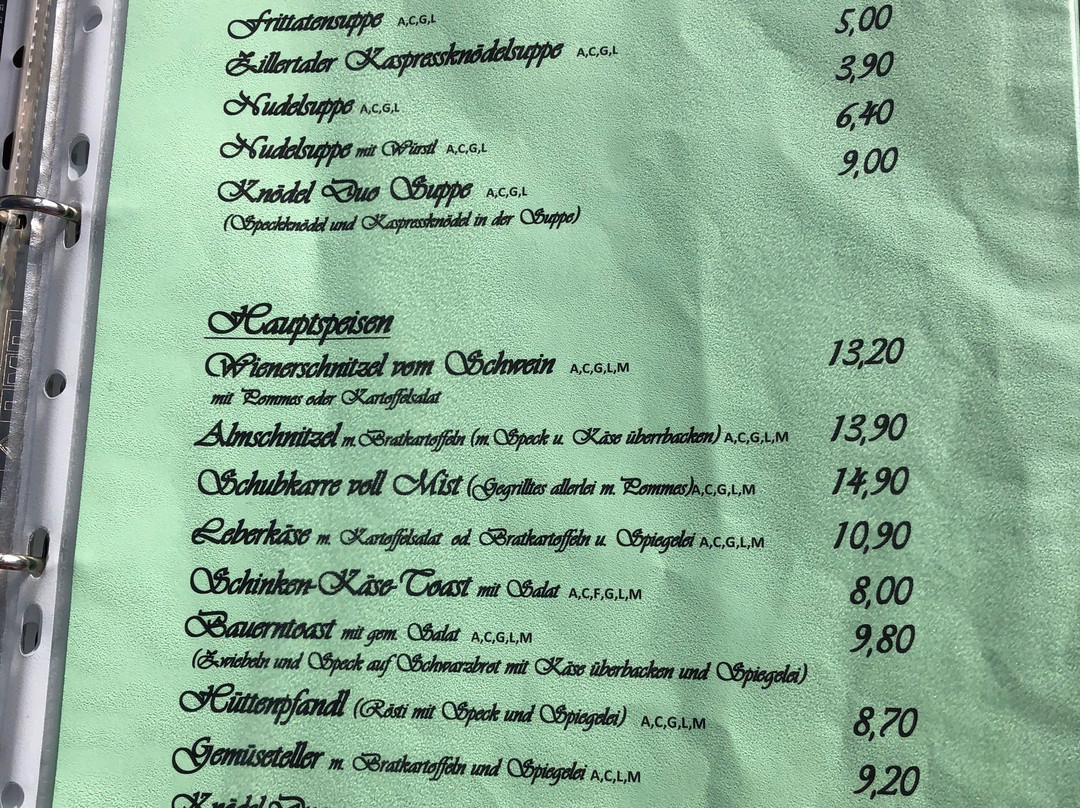 Frittatensuppe A,C,G,L
Zillertaler Kaspressknödelsuppe A,C,G,L 5,00
Nudelsuppe A,C,G,L 3,90
Nudelsuppe mit Würstl A,C,G,L 6,40
Knödel Duo Suppe A,C,G,L 9,00
(Speckknödel und Kaspressknödel in der Suppe)
Hauptspeisen
Wienerschnitzel vom Schwein A,C,G,L,M 13,20
mit Pommes oder Kartoffelsalat
Almschnitzel m.Bratkartoffeln (m. Speck u. Käse überrbacken) A,C,G,L,M 13,90
Schubkarre voll Mist (Gegrilltes allerlei m. Pommes)A,C,G,L,M 14,90
Leberkäse m. Kartoffelsalat od. Bratkartoffeln u. Spiegelei A,C,G,L,M 10,90
Schinken-Käse-Toast mit Salat A,C,F,G,L,M 8,00
Bauerntoast mit gem. Salat A,C,G,L,M 9,80
(Zwiebeln und Speck auf Schwarzbrot mit Käse überbacken und Spiegelei)
Hüttenpfandl (Rösti mit Speck und Spiegelei) A,C,G,L,M 8,70
Gemüseteller m. Bratkartoffeln und Spiegelei A,C,L,M 9,20
Knödel Duo